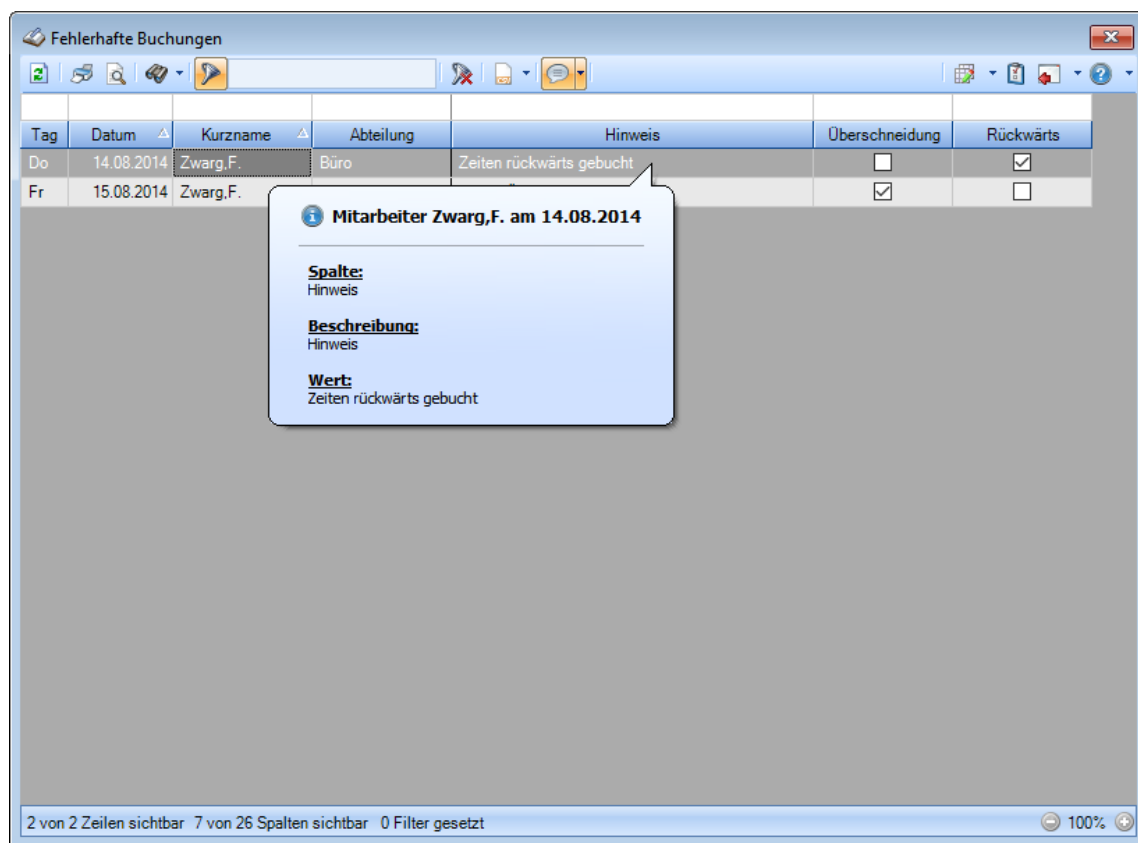 Fehlerhafte Buchungen
Tag Datum Kurzname Abteilung Hinweis Überschneidung Rückwärts
Do 14.08.2014 Zwarg,F. Büro Zeiten rückwärts gebucht
Fr 15.08.2014 Zwarg,F.
Mitarbeiter Zwarg,F. am 14.08.2014
Spalte:
Hinweis
Beschreibung:
Hinweis
Wert:
Zeiten rückwärts gebucht
2 von 2 Zeilen sichtbar 7 von 26 Spalten sichtbar 0 Filter gesetzt 100%